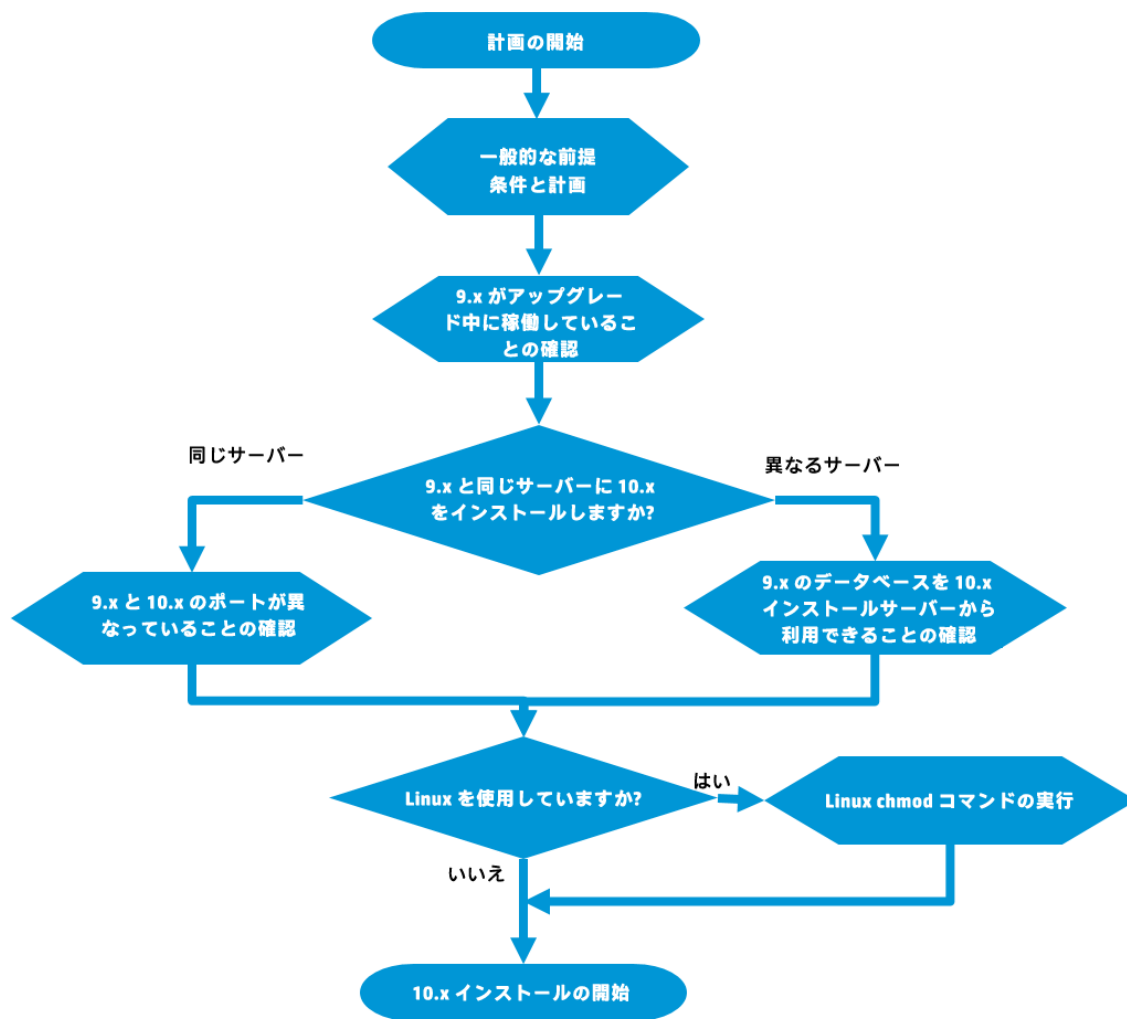 計画の開始
一般的な前提
条件と計画
9.x がアップグレー
ド中に稼働しているこ
との確認
同じサーバー
異なるサーバー
9.x と同じサーバーに 10.x
をインストールしますか?
9.x と 10.x のポートが異
なっていることの確認
9.x のデータベースを 10.x
インストールサーバーから
利用できることの確認
Linux を使用していますか?
はい
Linux chmod コマンドの実行
いいえ
10.x インストールの開始